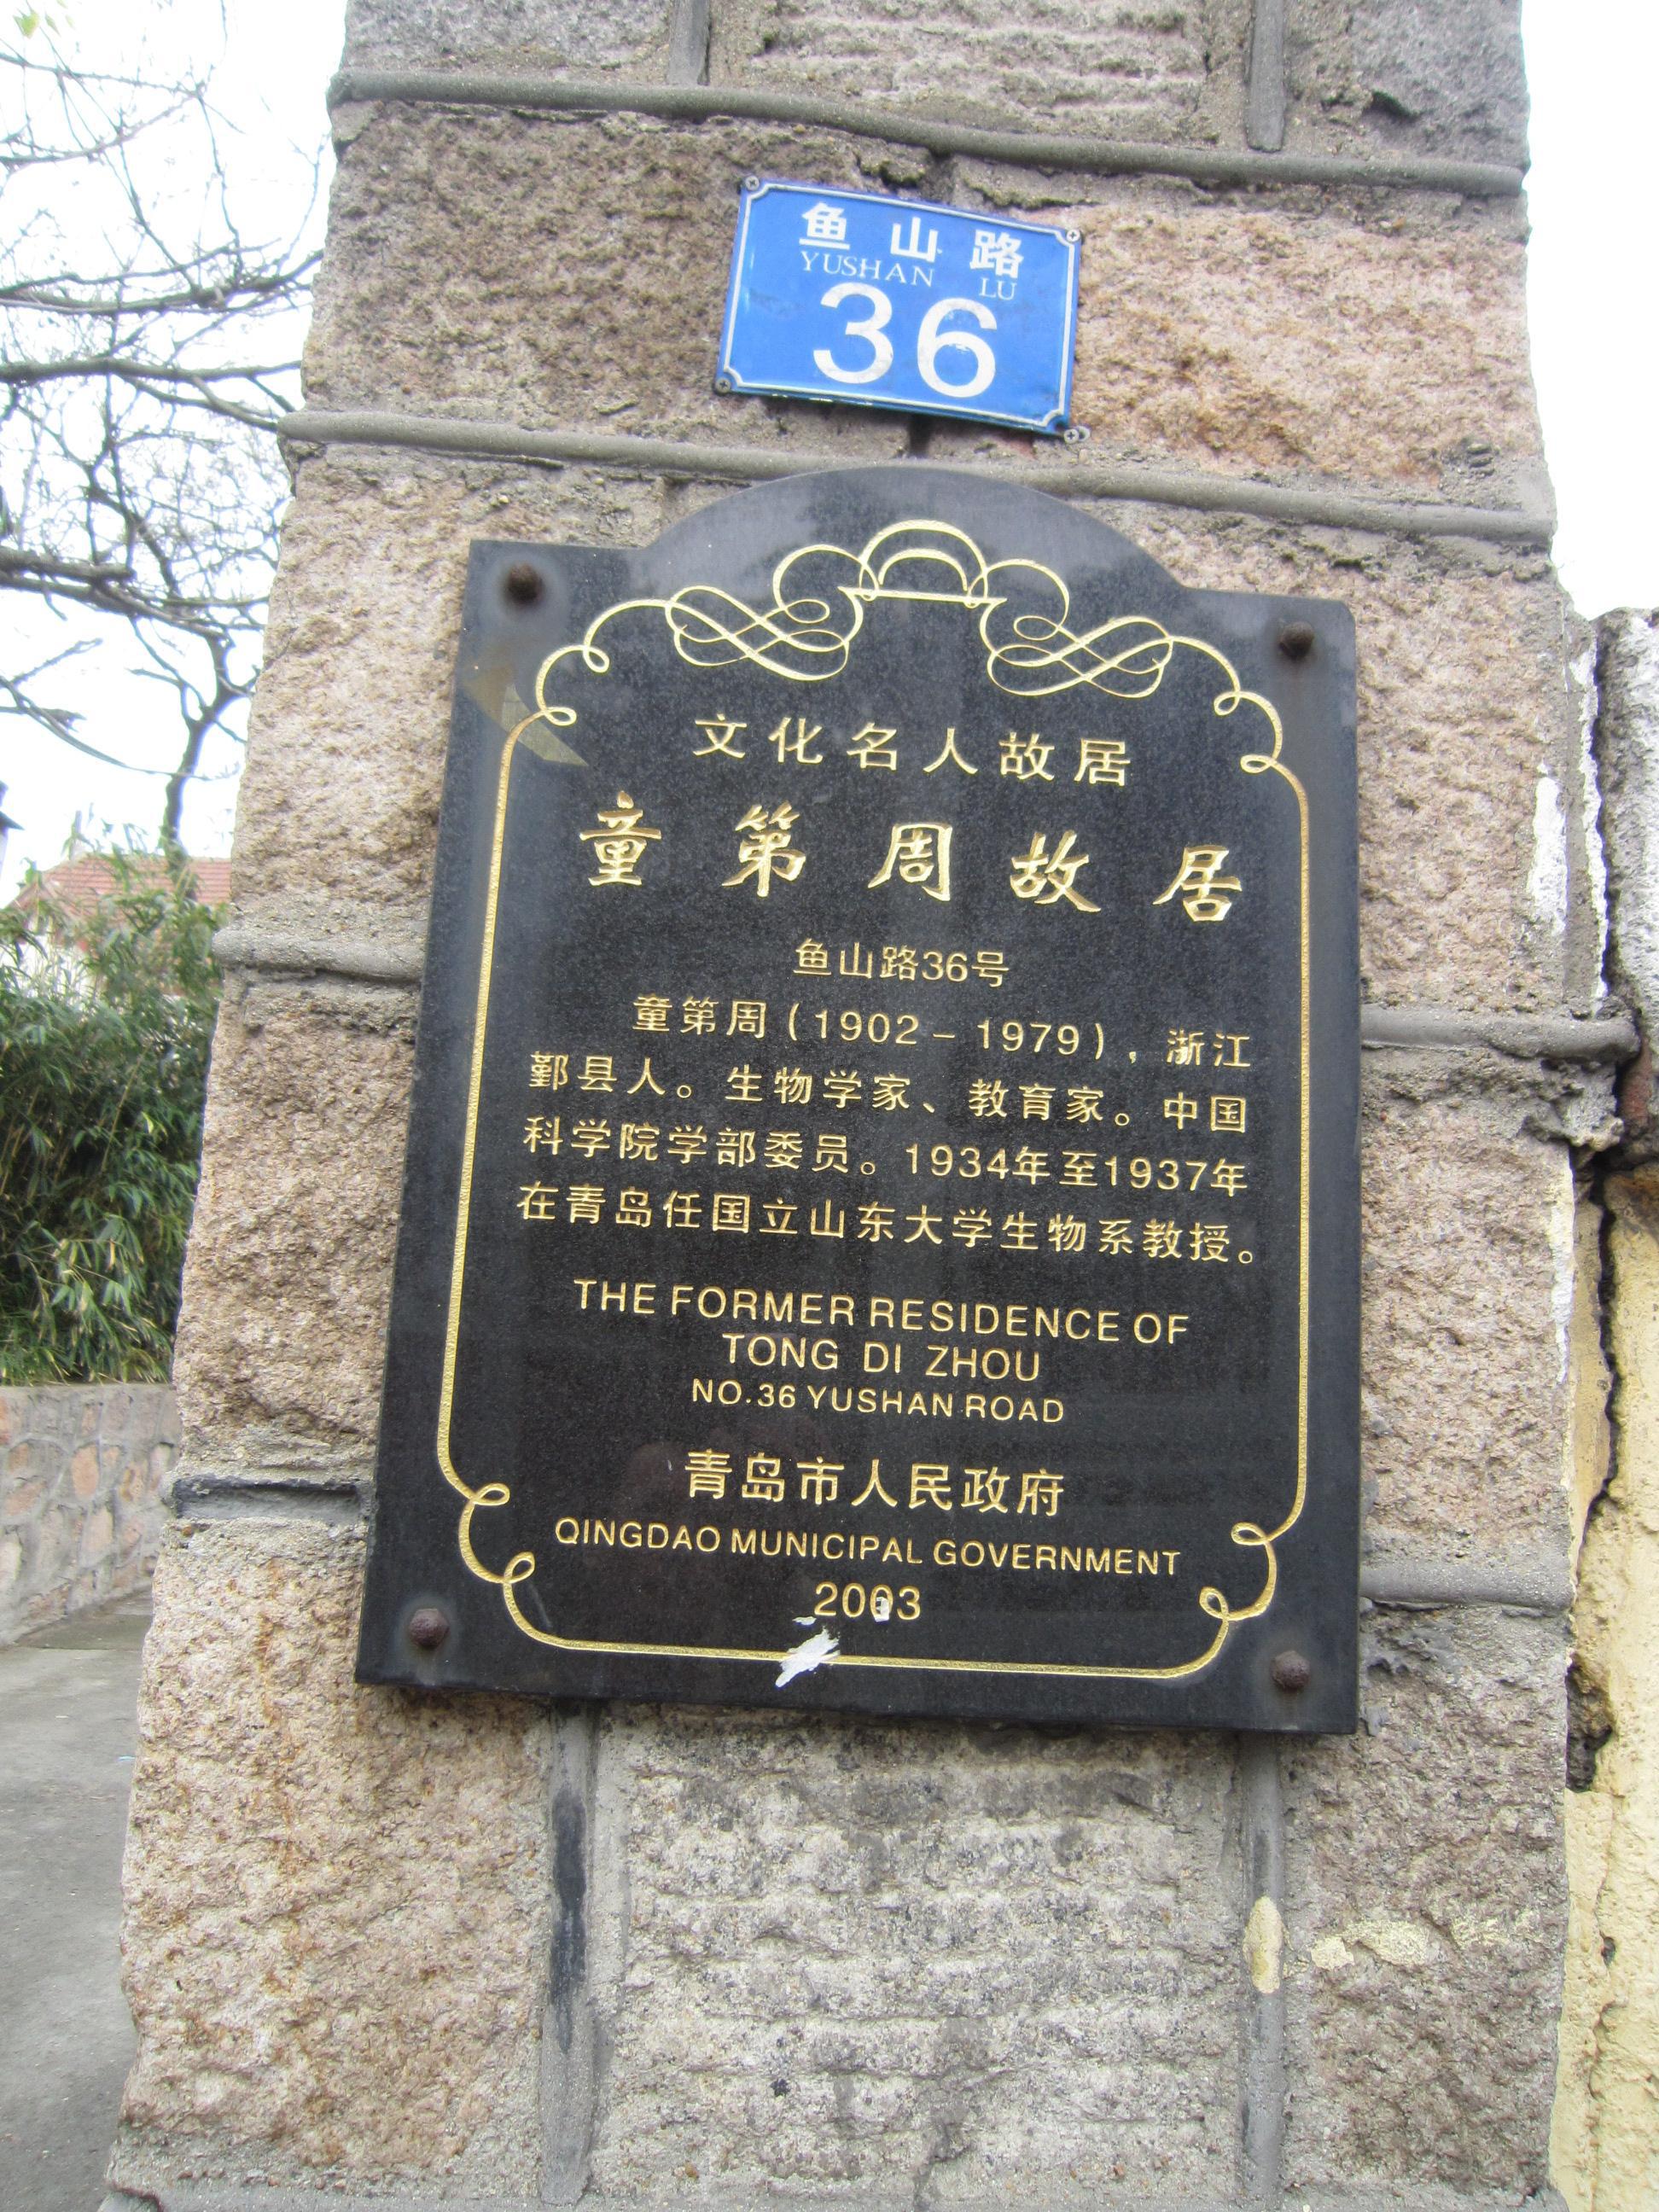 鱼山路
YUSHAN LU
36
文化名人故居
童第周故居
鱼山路36号
童第周（1902－1979），浙江
鄞县人。生物学家、教育家。中国
科学院学部委员。1934年至1937年
在青岛任国立山东大学生物系教授。
THE FORMER RESIDENCE OF
TONG DI ZHOU
NO.36 YUSHAN ROAD
青岛市人民政府
QINGDAO MUNICIPAL GOVERNMENT
2003